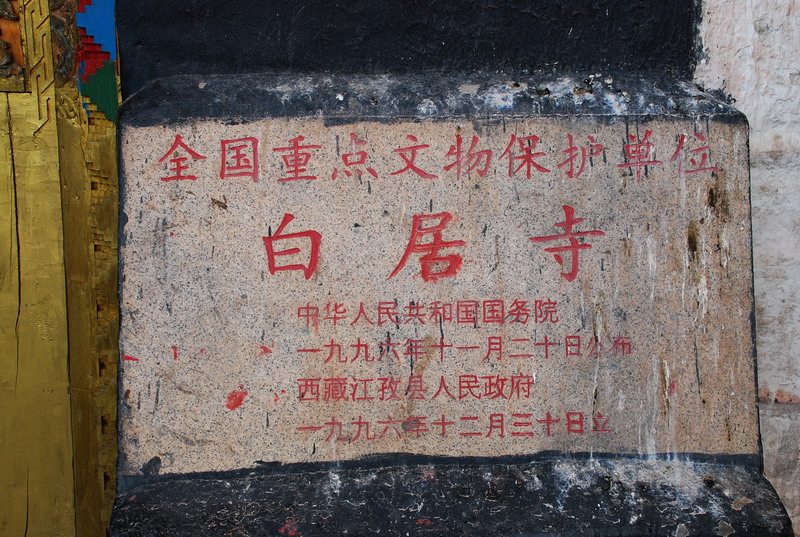 全国重点文物保护单位
白居寺
中华人民共和国国务院
一九九六年十一月二十日公布
西藏江孜县人民政府
一九九六年十二月三十日立